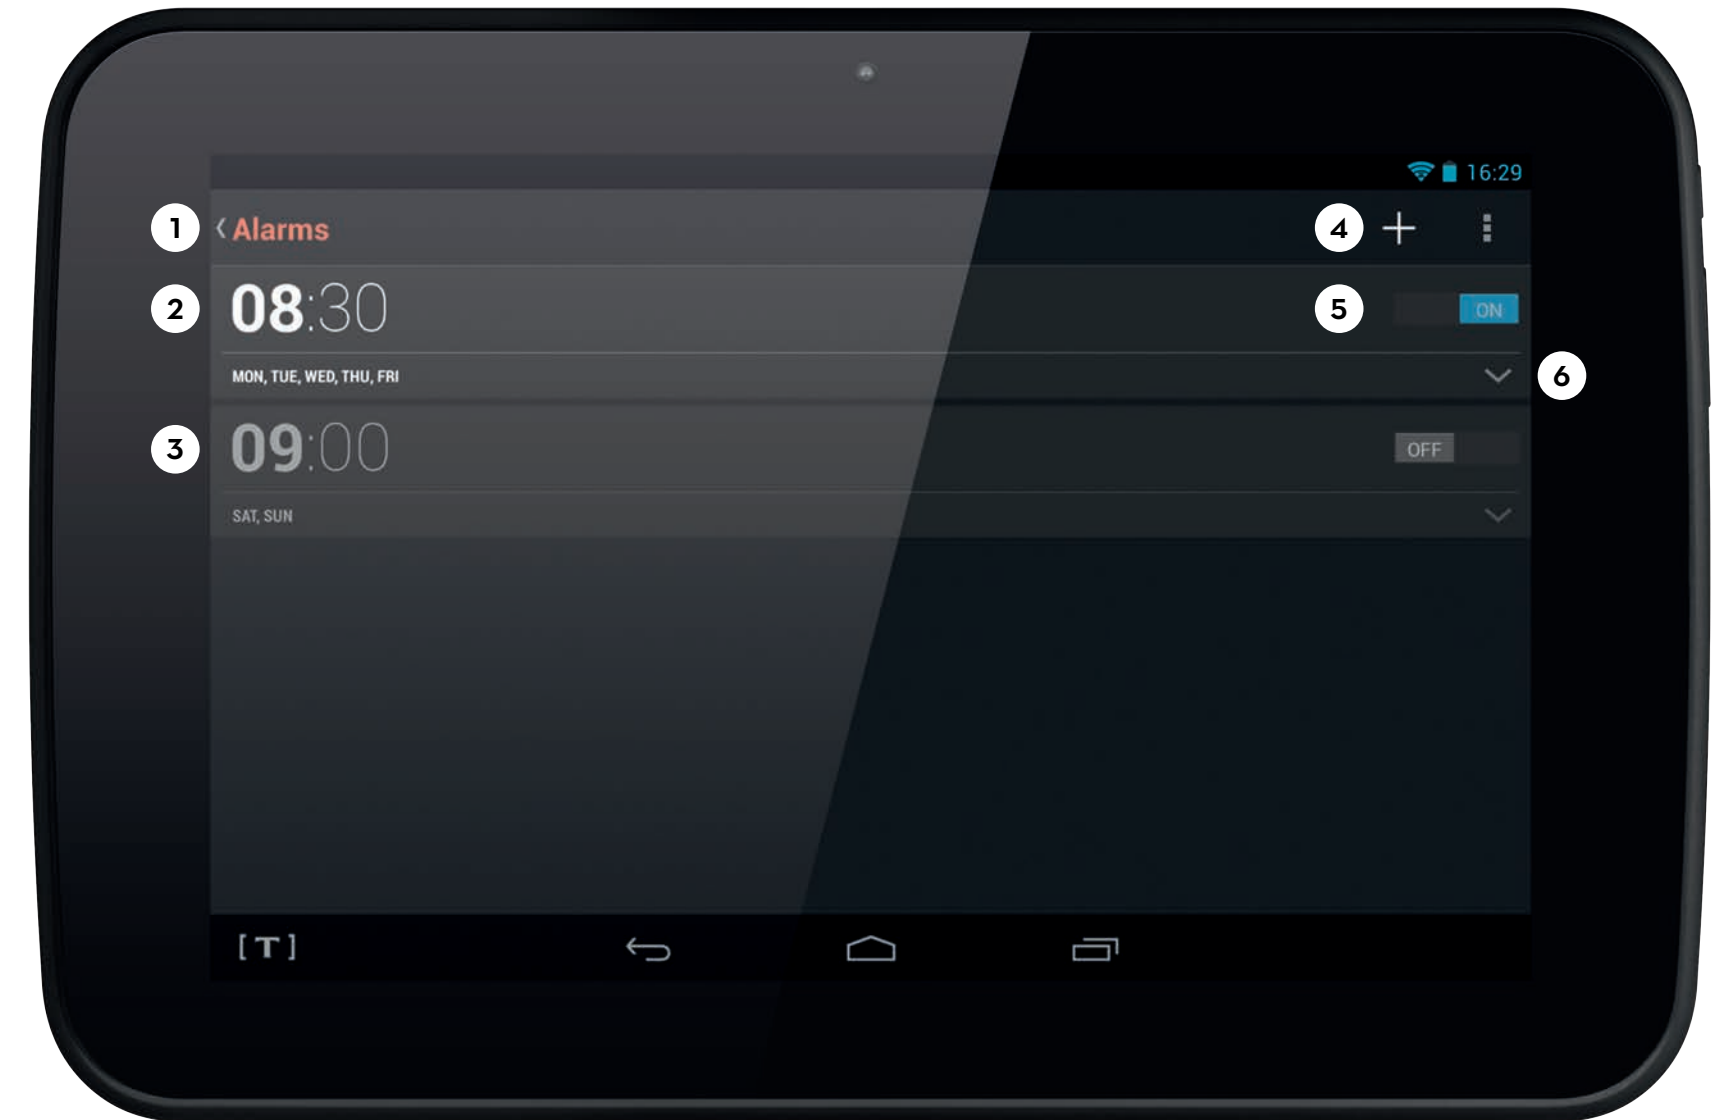 16:29
1 Alarms 4
2 08:30 5 ON
MON, TUE, WED, THU, FRI 6
3 09:00 OFF
SAT, SUN
[T]